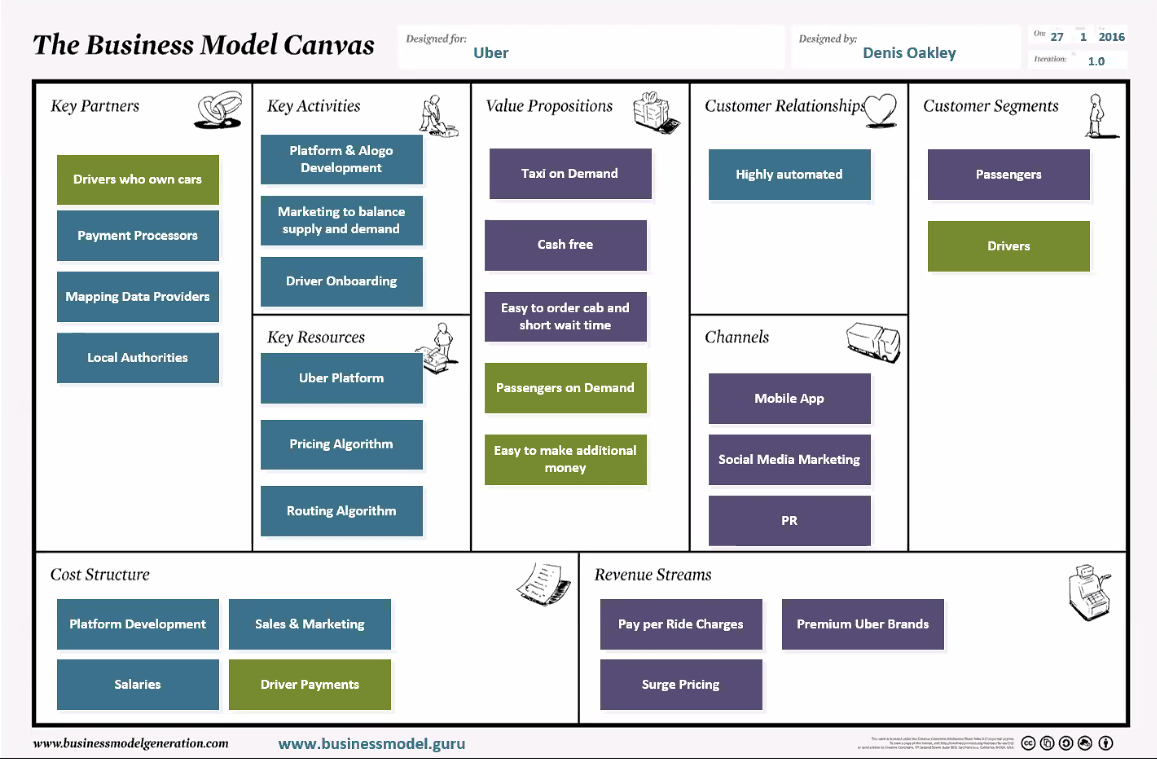 The Business Model Canvas
Designed for:
Uber
Designed by:
Denis Oakley
On: 27 1 2016
Iteration: 1.0
Key Partners
Drivers who own cars
Payment Processors
Mapping Data Providers
Local Authorities
Key Activities
Platform & Alogo
Development
Marketing to balance
supply and demand
Driver Onboarding
Key Resources
Uber Platform
Pricing Algorithm
Routing Algorithm
Value Propositions
Taxi on Demand
Cash free
Easy to order cab and
short wait time
Passengers on Demand
Easy to make additional
money
Customer Relationships
Highly automated
Channels
Mobile App
Social Media Marketing
PR
Customer Segments
Passengers
Drivers
Cost Structure
Platform Development
Sales & Marketing
Salaries
Driver Payments
Revenue Streams
Pay per Ride Charges
Premium Uber Brands
Surge Pricing
www.businessmodelgeneration.com
www.businessmodel.guru